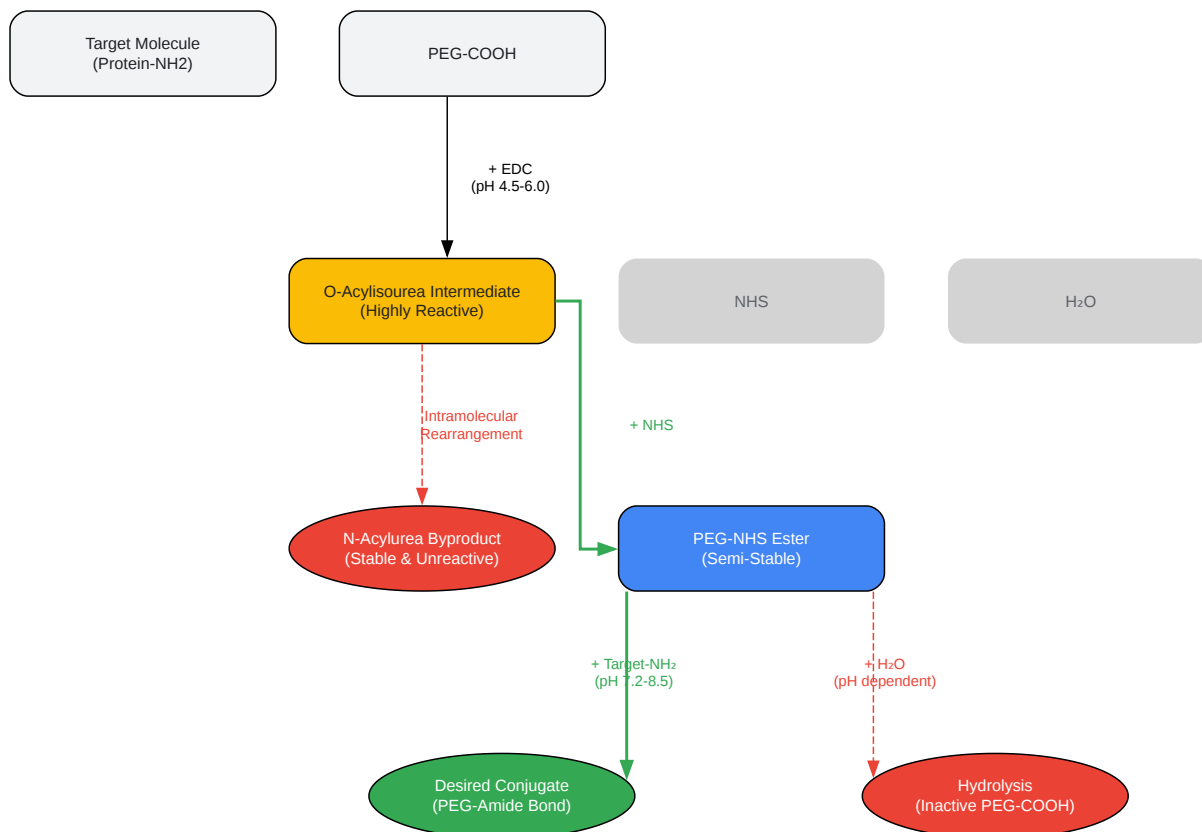 Target Molecule
(Protein-NH2)
PEG-COOH
+ EDC
(pH 4.5-6.0)
O-Acylisourea Intermediate
(Highly Reactive)
NHS
H₂O
Intramolecular
Rearrangement
+ NHS
N-Acylurea Byproduct
(Stable & Unreactive)
PEG-NHS Ester
(Semi-Stable)
+ Target-NH₂
(pH 7.2-8.5)
+ H₂O
(pH dependent)
Desired Conjugate
(PEG-Amide Bond)
Hydrolysis
(Inactive PEG-COOH)